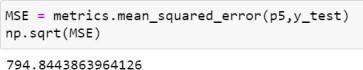 MSE = metrics.mean_squared_error(p5,y_test)
np.sqrt(MSE)
794.8443863964126